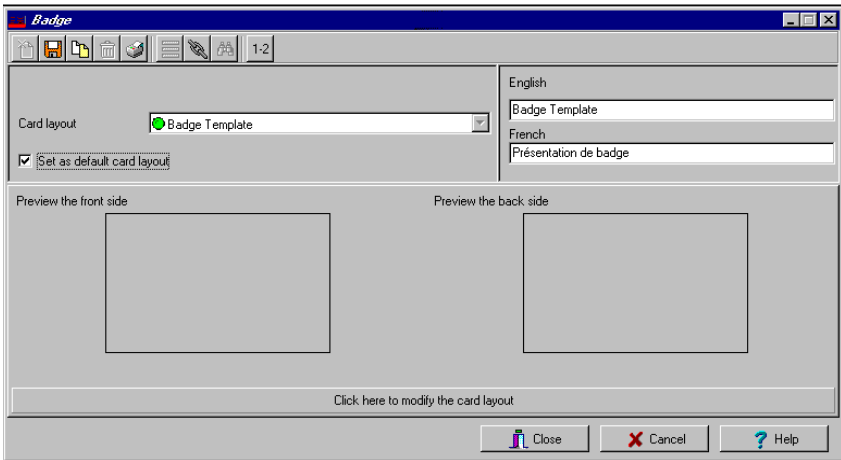 Badge
1-2
English
Badge Template
Card layout
Badge Template
French
Présentation de badge
Set as default card layout
Preview the front side
Preview the back side
Click here to modify the card layout
Close
Cancel
Help